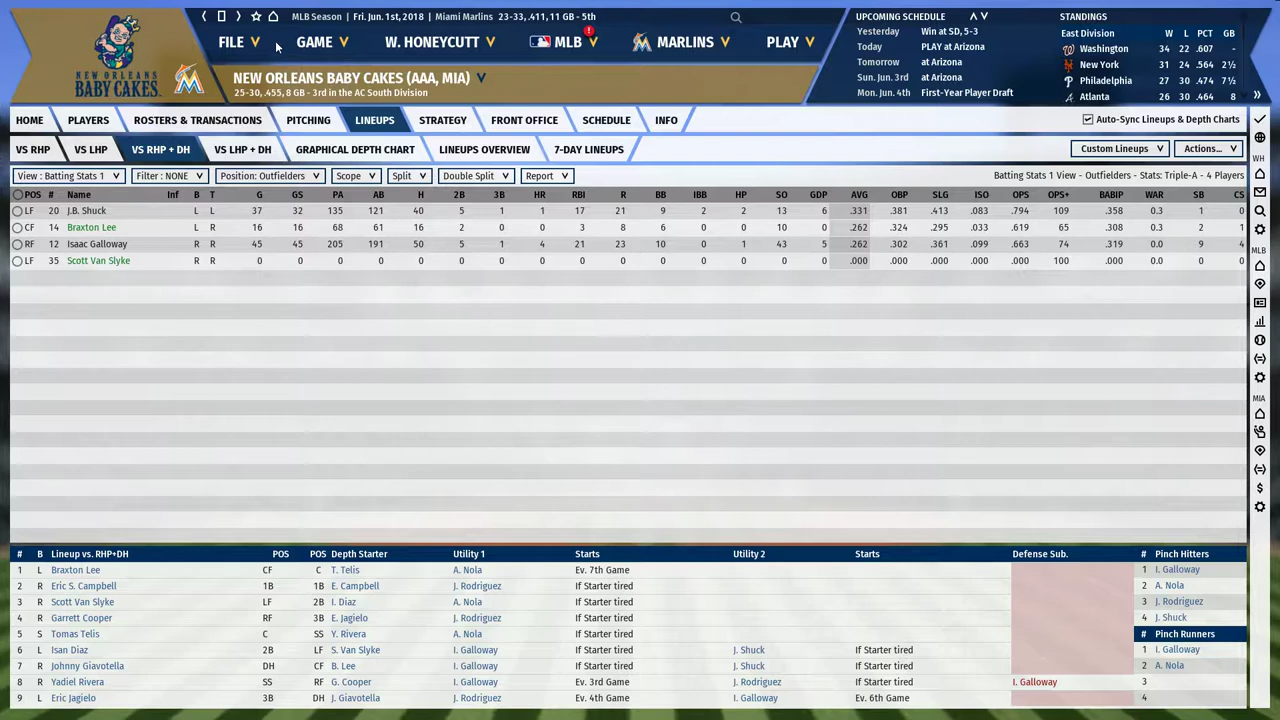 MLB Season | Fri. Jun. 1st, 2018 | Miami Marlins 23-33, .411, 11 GB - 5th
FILE GAME W. HONEYCUTT MLB MARLINS PLAY
NEW ORLEANS BABY CAKES
NEW ORLEANS BABY CAKES (AAA, MIA)
25-30, .455, 8 GB - 3rd in the AC South Division
UPCOMING SCHEDULE
Yesterday Win at SD, 5-3
Today PLAY at Arizona
Tomorrow at Arizona
Sun. Jun. 3rd at Arizona
Mon. Jun. 4th First-Year Player Draft
STANDINGS
East Division W L PCT GB
Washington 34 22 .607 -
New York 31 24 .564 2½
Philadelphia 27 30 .474 7½
Atlanta 26 30 .464 8
HOME PLAYERS ROSTERS & TRANSACTIONS PITCHING LINEUPS STRATEGY FRONT OFFICE SCHEDULE INFO Auto-Sync Lineups & Depth Charts
VS RHP VS LHP VS RHP + DH VS LHP + DH GRAPHICAL DEPTH CHART LINEUPS OVERVIEW 7-DAY LINEUPS Custom Lineups Actions...
View : Batting Stats 1 Filter : NONE Position: Outfielders Scope Split Double Split Report Batting Stats 1 View - Outfielders - Stats: Triple-A - 4 Players
POS # Name Inf B T G GS PA AB H 2B 3B HR RBI R BB IBB HP SO GDP AVG OBP SLG ISO OPS OPS+ BABIP WAR SB CS
LF 20 J.B. Shuck L L 37 32 135 121 40 5 1 1 17 21 9 2 2 13 6 .331 .381 .413 .083 .794 109 .358 0.3 1 0
CF 14 Braxton Lee L R 16 16 68 61 16 2 0 0 3 8 6 0 0 10 0 .262 .324 .295 .033 .619 65 .308 0.3 2 1
RF 12 Isaac Galloway R R 45 45 205 191 50 5 1 4 21 23 10 0 1 43 5 .262 .302 .361 .099 .663 74 .319 0.0 9 4
LF 35 Scott Van Slyke R R 0 0 0 0 0 0 0 0 0 0 0 0 0 0 0 .000 .000 .000 .000 .000 100 .000 0.0 0 0
WH
MLB
MIA
# B Lineup vs. RHP+DH POS POS Depth Starter Utility 1 Starts Utility 2 Starts Defense Sub. # Pinch Hitters
1 L Braxton Lee CF C T. Telis A. Nola Ev. 7th Game 1 I. Galloway
2 R Eric S. Campbell 1B 1B E. Campbell J. Rodriguez If Starter tired 2 A. Nola
3 R Scott Van Slyke LF 2B I. Diaz A. Nola If Starter tired 3 J. Rodriguez
4 R Garrett Cooper RF 3B E. Jagielo J. Rodriguez If Starter tired 4 J. Shuck
5 S Tomas Telis C SS Y. Rivera A. Nola If Starter tired # Pinch Runners
6 L Isan Diaz 2B LF S. Van Slyke I. Galloway If Starter tired J. Shuck If Starter tired 1 I. Galloway
7 R Johnny Giavotella DH CF B. Lee I. Galloway If Starter tired J. Shuck If Starter tired 2 A. Nola
8 R Yadiel Rivera SS RF G. Cooper I. Galloway Ev. 3rd Game J. Rodriguez If Starter tired I. Galloway 3
9 L Eric Jagielo 3B DH J. Giavotella J. Rodriguez Ev. 4th Game I. Galloway Ev. 6th Game 4